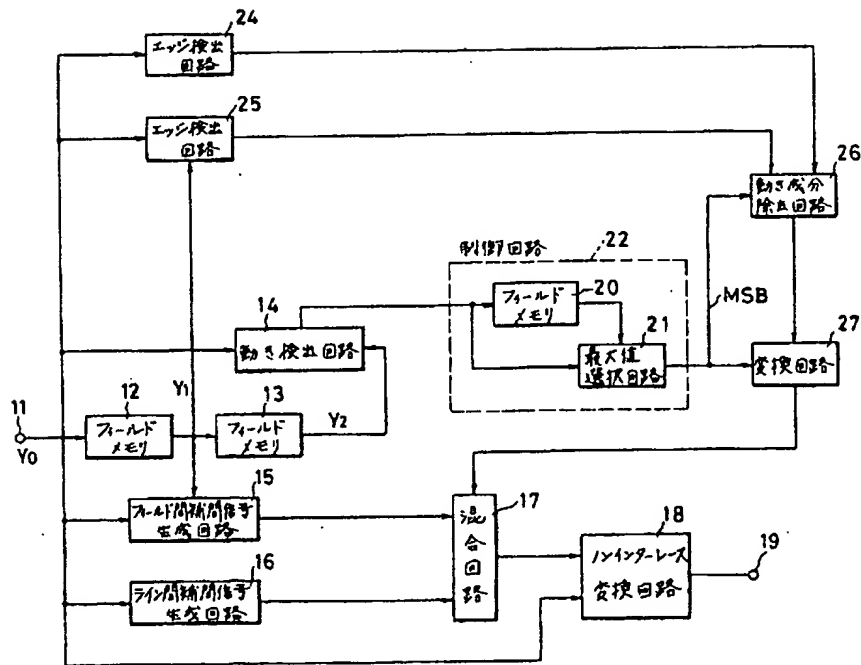 24
エッジ検出
回路
25
エッジ検出
回路
26
動き成分
除去回路
制御回路
22
20
フィールド
メモリ
MSB
14
動き検出回路
21
最大値
選択回路
27
変換回路
11
Y0
12
フィールド
メモリ
Y1
13
フィールド
メモリ
Y2
15
フィールド間補間信号
生成回路
17
混
合
回
路
18
ノンインターレース
変換回路
19
16
ライン間補間信号
生成回路